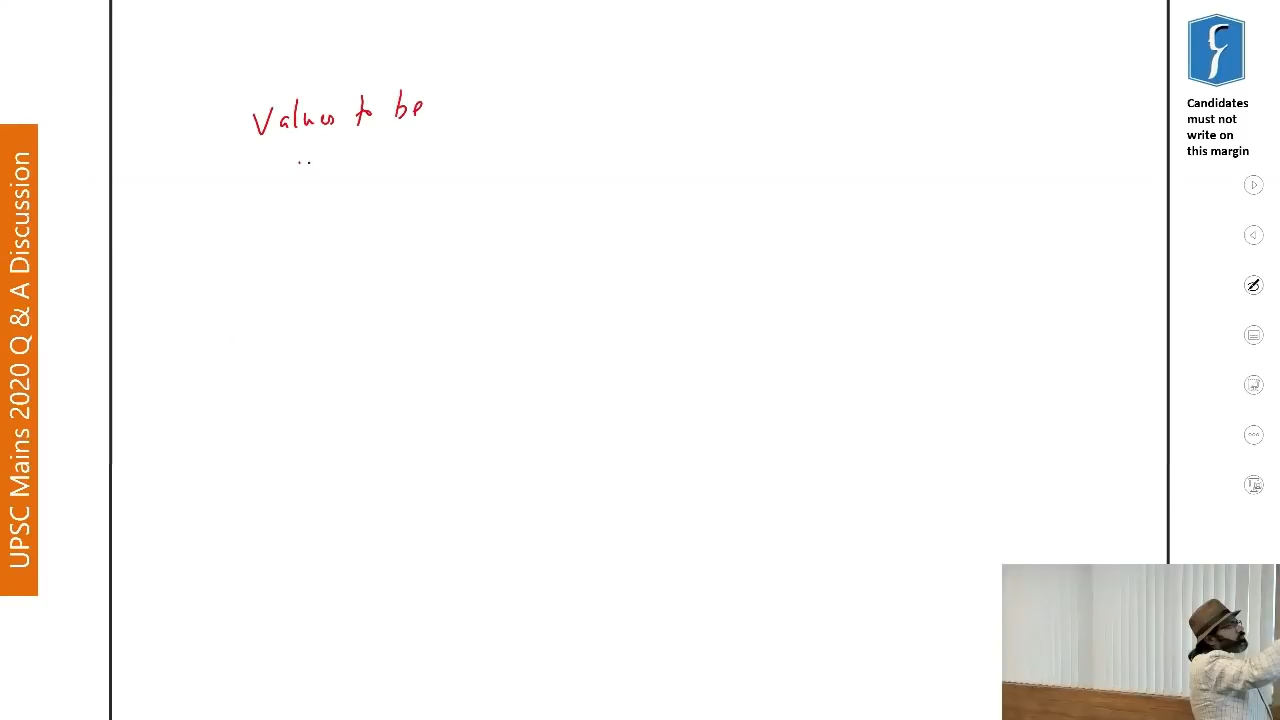 Values to be
UPSC Mains 2020 Q & A Discussion
Candidates
must not
write on
this margin